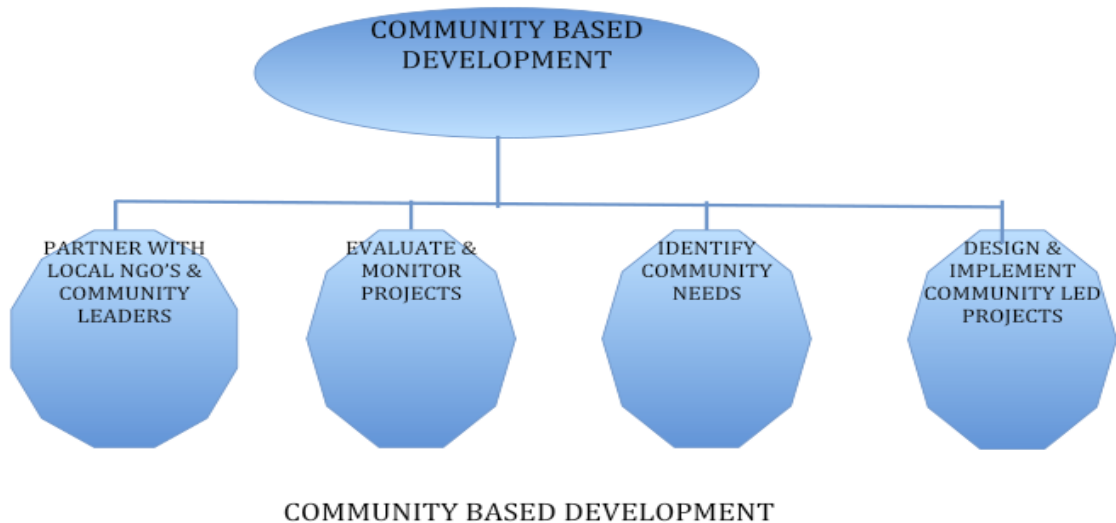 COMMUNITY BASED
DEVELOPMENT
PARTNER WITH
LOCAL NGO'S &
COMMUNITY
LEADERS
EVALUATE &
MONITOR
PROJECTS
IDENTIFY
COMMUNITY
NEEDS
DESIGN &
IMPLEMENT
COMMUNITY LED
PROJECTS
COMMUNITY BASED DEVELOPMENT